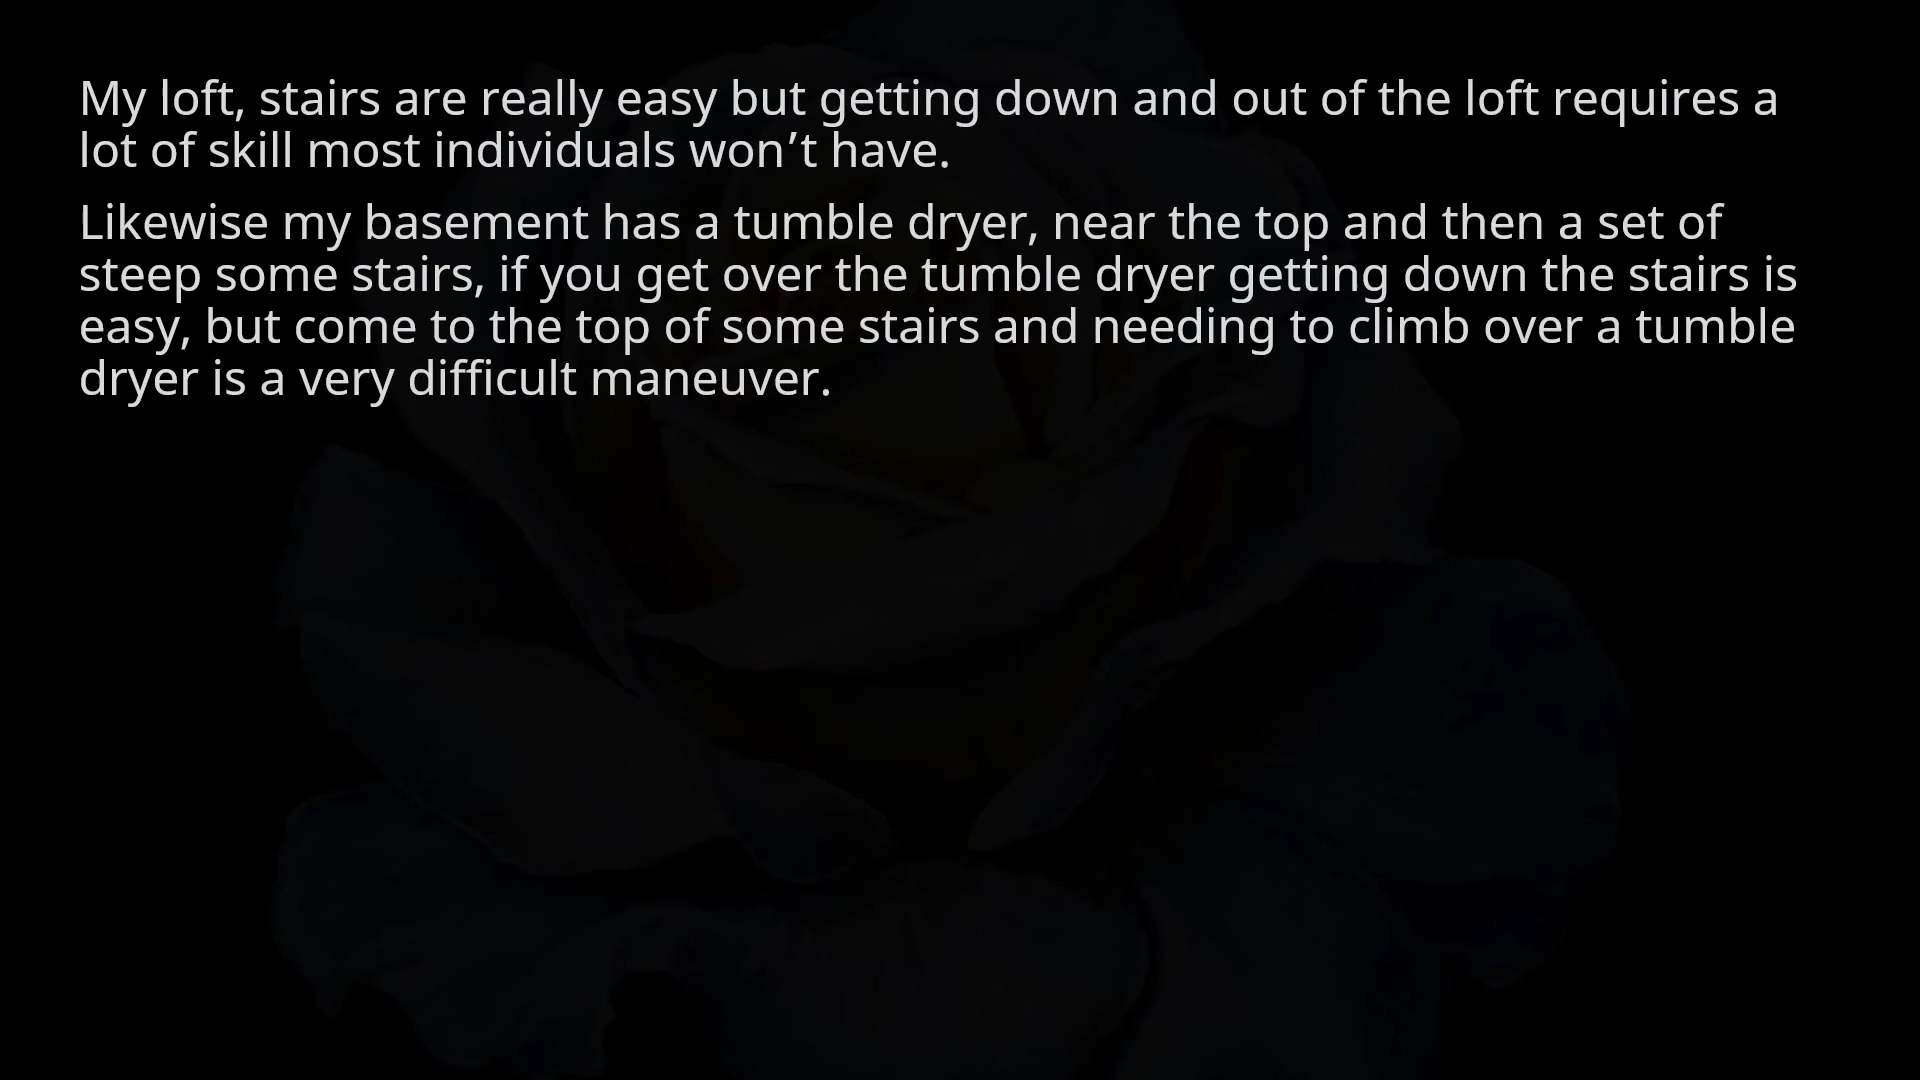 My loft, stairs are really easy but getting down and out of the loft requires a
lot of skill most individuals won’t have.
Likewise my basement has a tumble dryer, near the top and then a set of
steep some stairs, if you get over the tumble dryer getting down the stairs is
easy, but come to the top of some stairs and needing to climb over a tumble
dryer is a very difficult maneuver.